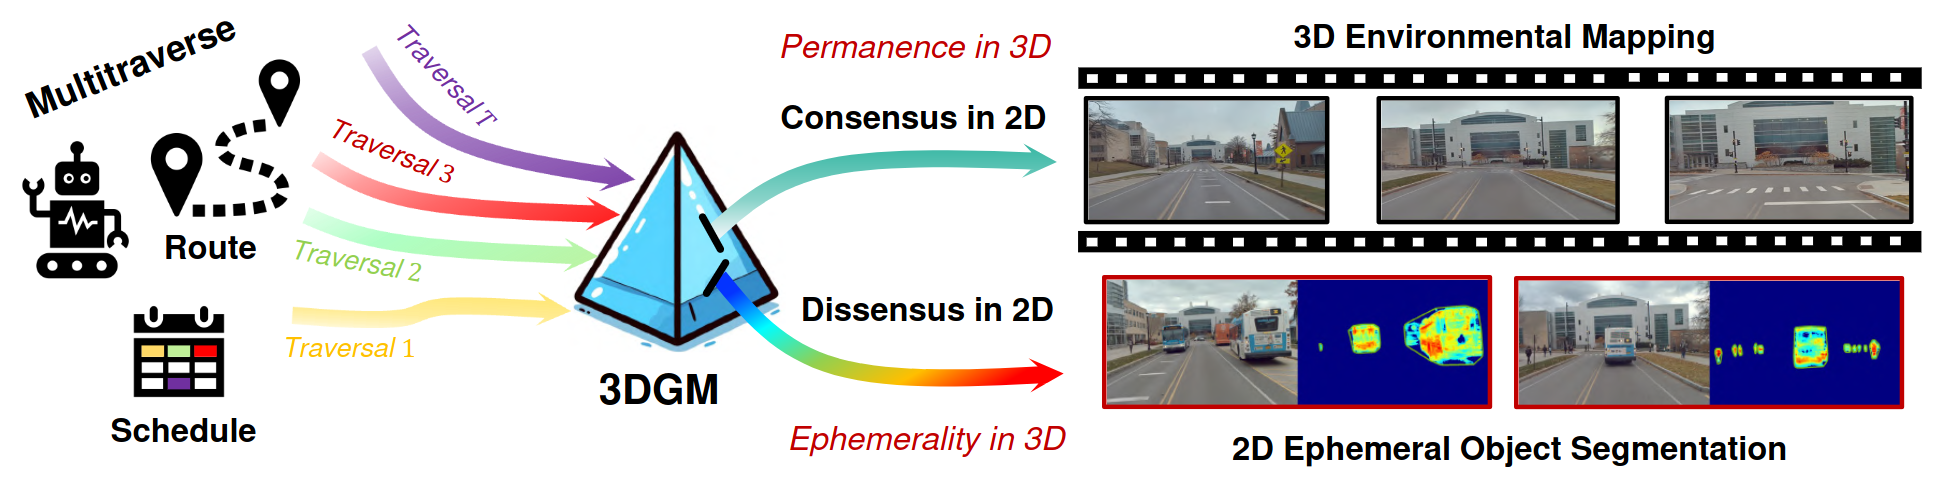 Multitraverse
Route
Schedule
Traversal T
Traversal 3
Traversal 2
Traversal 1
3DGM
Permanence in 3D
Consensus in 2D
Dissensus in 2D
Ephemerality in 3D
3D Environmental Mapping
2D Ephemeral Object Segmentation